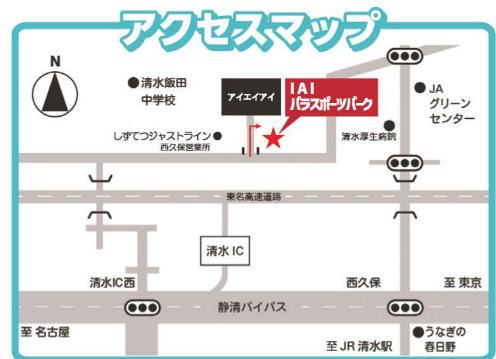 アクセスマップ
N
清水飯田
中学校
アイエイアイ
IAI
パラスポーツパーク
JA
グリーン
センター
しずてつジャストライン
西久保営業所
清水厚生病院
東名高速道路
清水 IC
清水IC西
西久保
至 東京
静清バイパス
至 名古屋
至 JR 清水駅
うなぎの
春日野